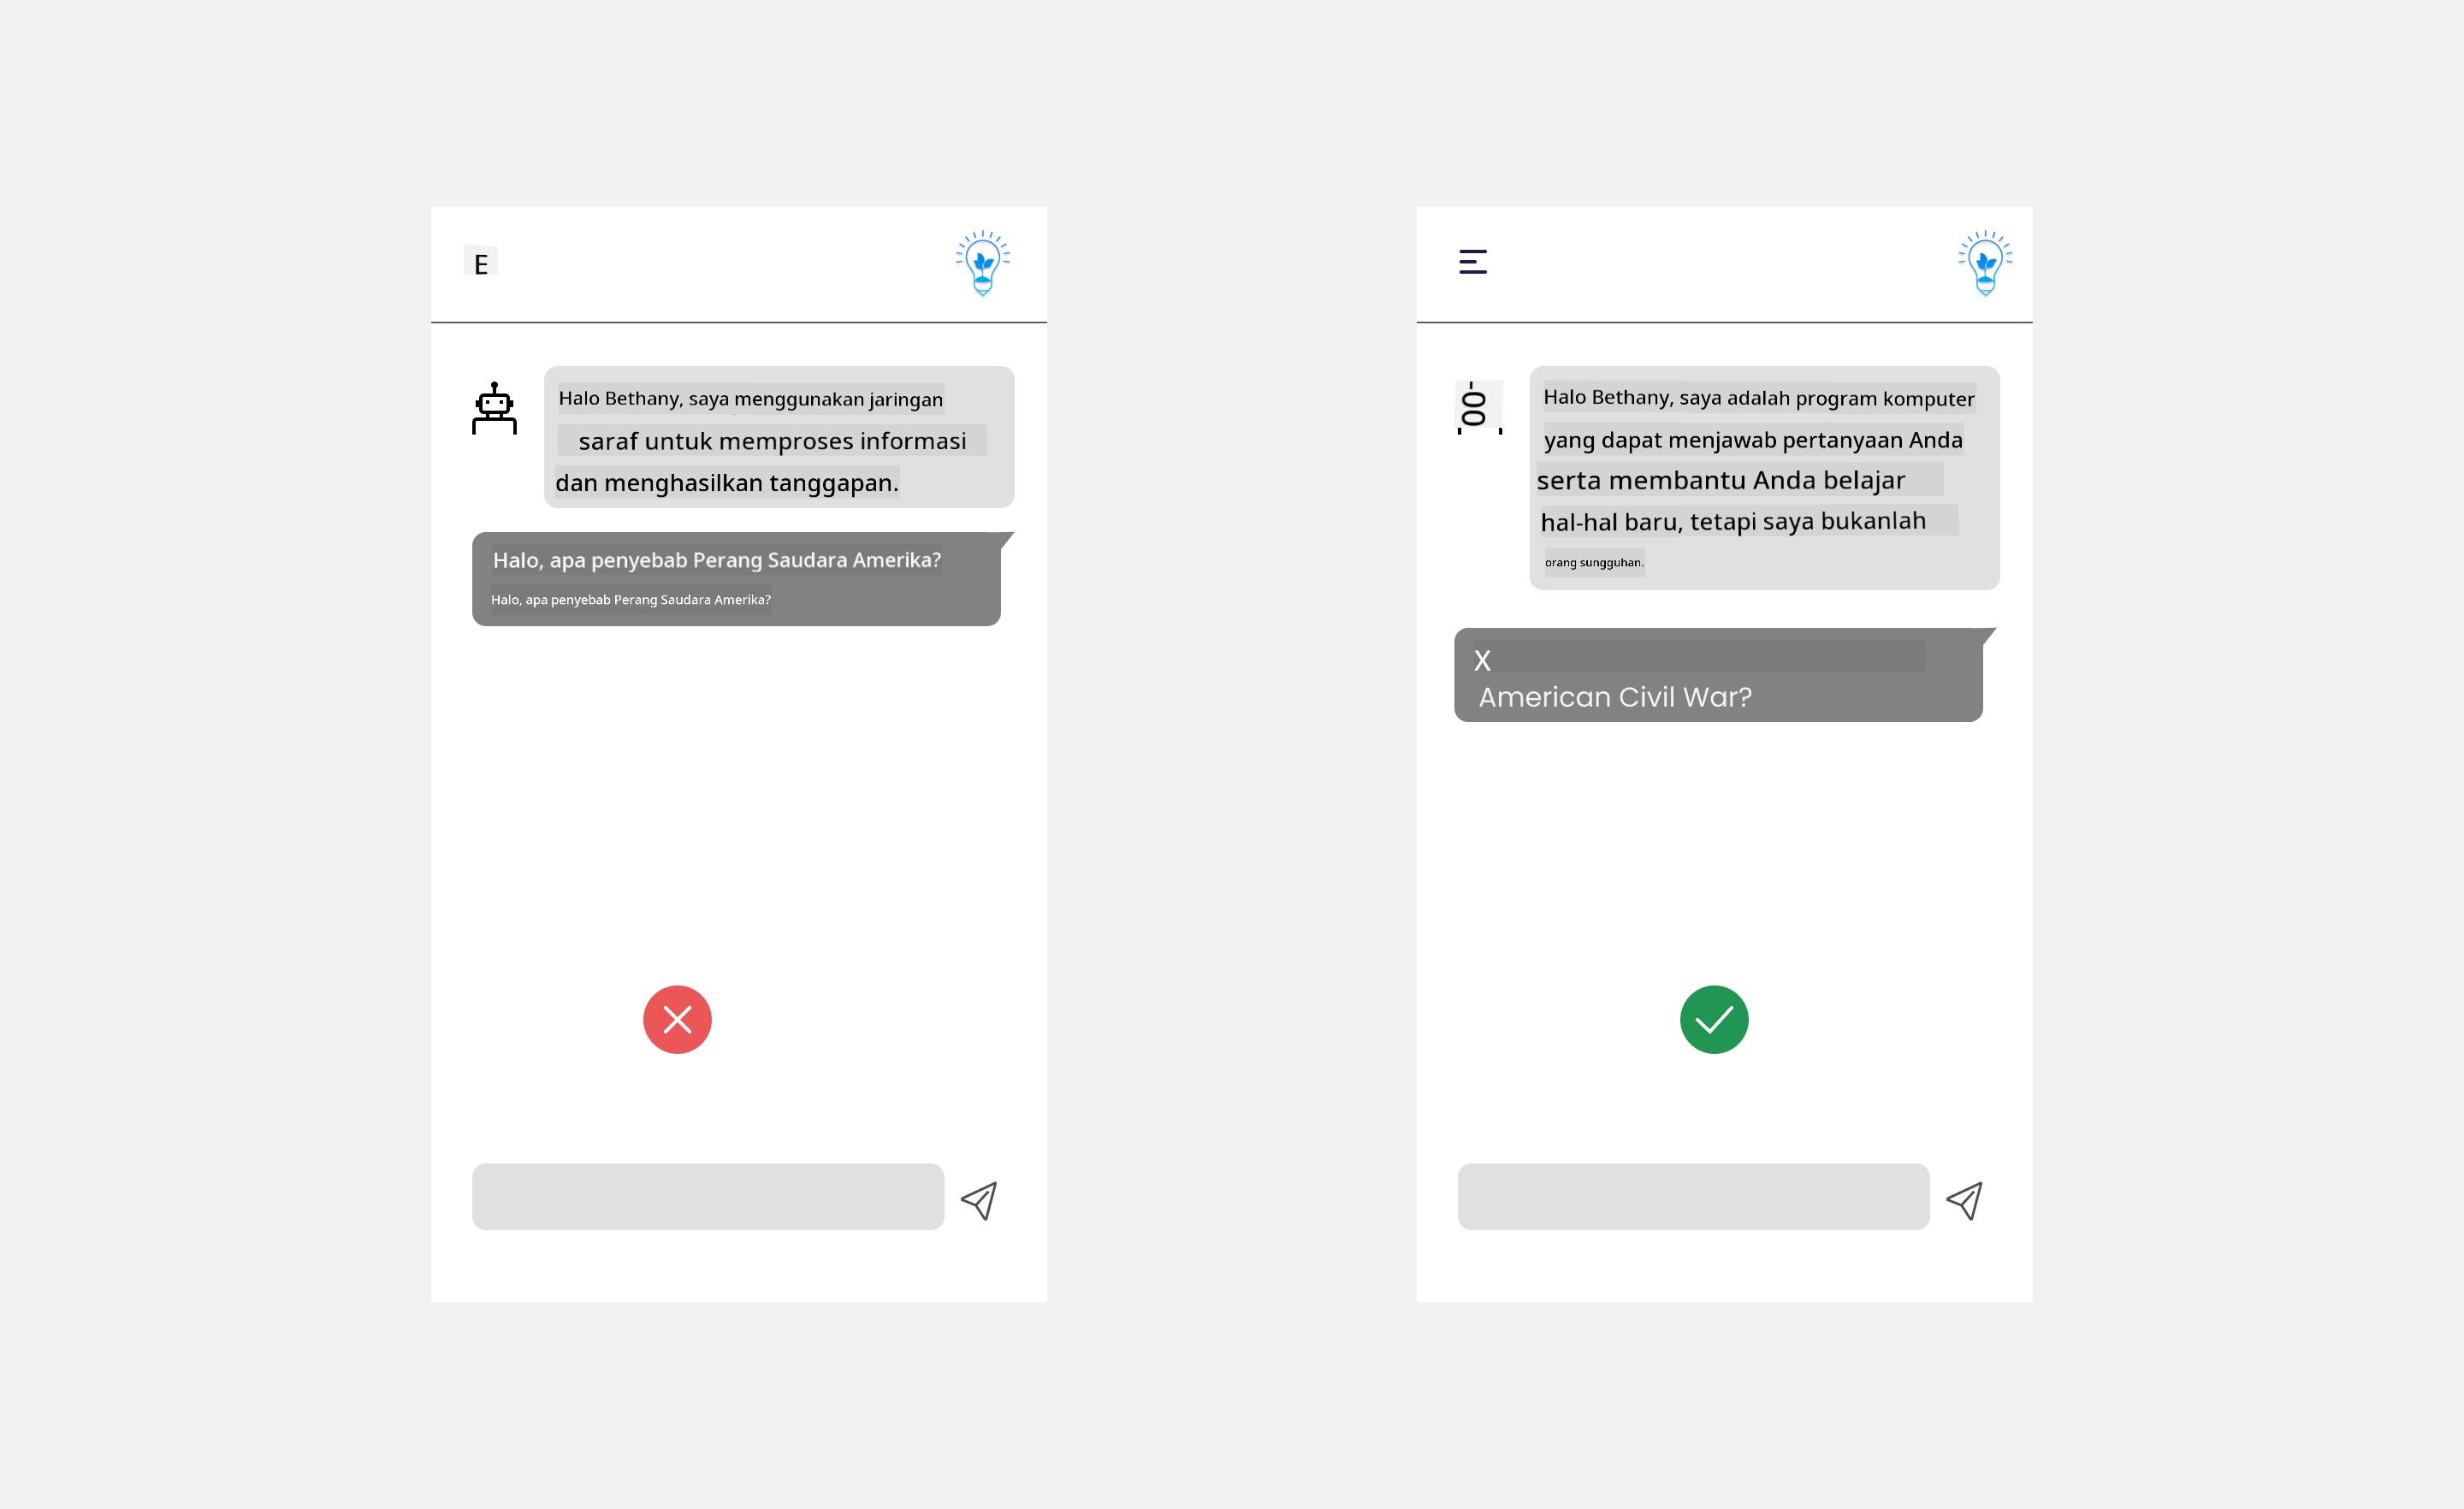 E
Halo Bethany, saya menggunakan jaringan
saraf untuk memproses informasi
dan menghasilkan tanggapan.
Halo, apa penyebab Perang Saudara Amerika?
Halo, apa penyebab Perang Saudara Amerika?
-00
Halo Bethany, saya adalah program komputer
yang dapat menjawab pertanyaan Anda
serta membantu Anda belajar
hal-hal baru, tetapi saya bukanlah
orang sungguhan.
X
American Civil War?